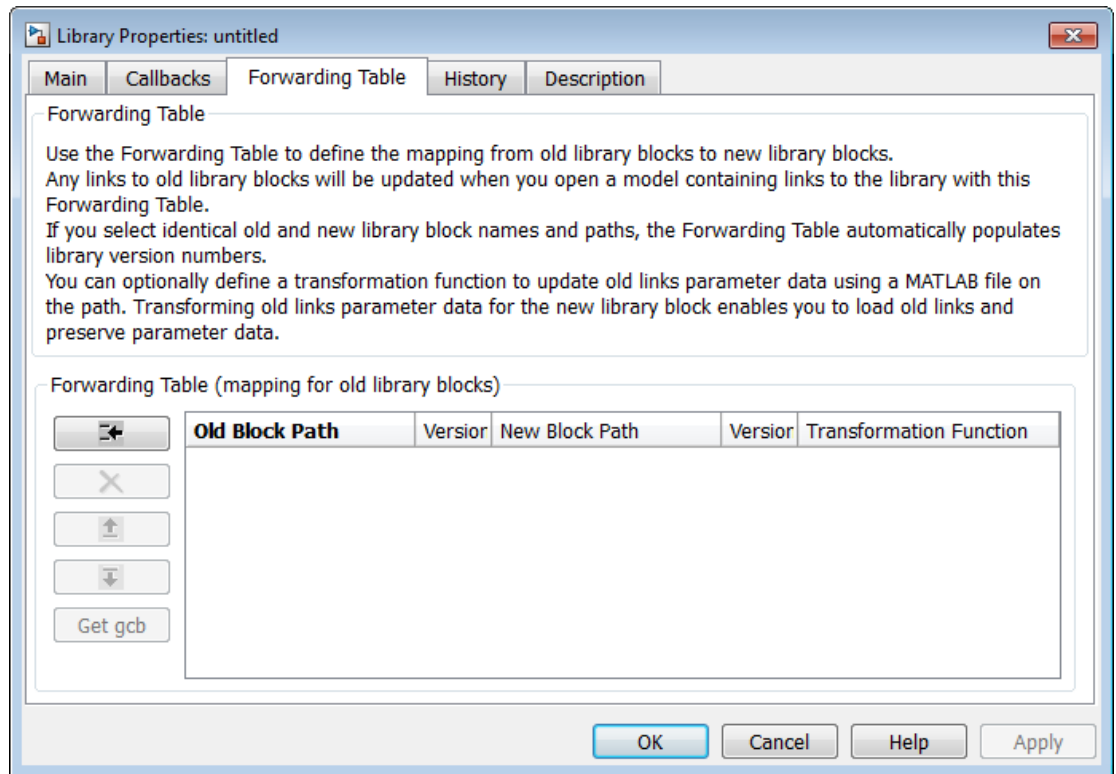 Library Properties: untitled
Main Callbacks Forwarding Table History Description
Forwarding Table
Use the Forwarding Table to define the mapping from old library blocks to new library blocks.
Any links to old library blocks will be updated when you open a model containing links to the library with this
Forwarding Table.
If you select identical old and new library block names and paths, the Forwarding Table automatically populates
library version numbers.
You can optionally define a transformation function to update old links parameter data using a MATLAB file on
the path. Transforming old links parameter data for the new library block enables you to load old links and
preserve parameter data.
Forwarding Table (mapping for old library blocks)
Old Block Path Version New Block Path Version Transformation Function
Get gcb
OK Cancel Help Apply